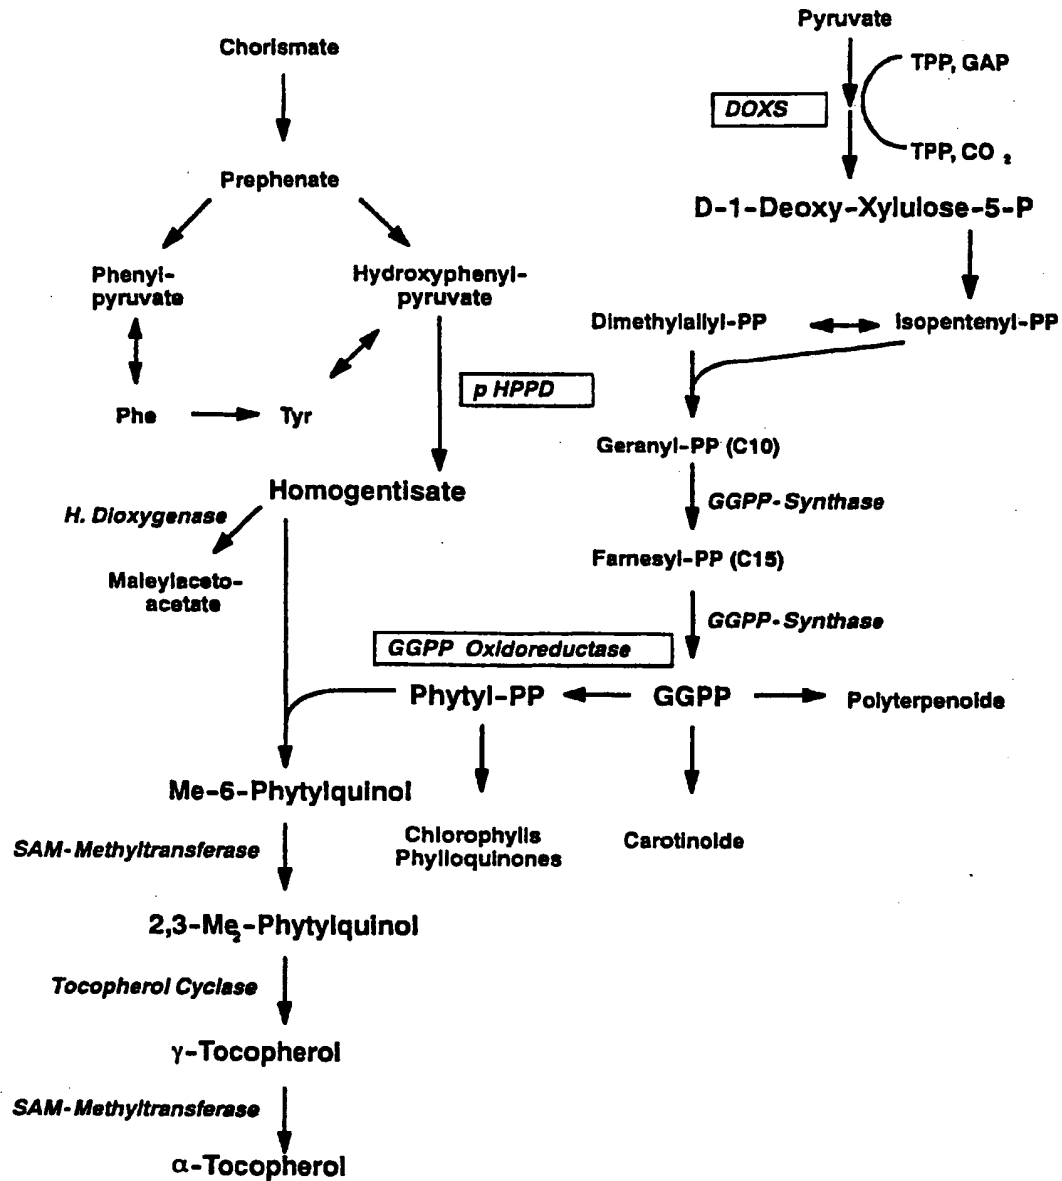 Pyruvate
Chorismate
TPP, GAP
DOXS
TPP, CO₂
Prephenate
D-1-Deoxy-Xylulose-5-P
Phenyl-
pyruvate
Hydroxyphenyl-
pyruvate
Dimethylallyl-PP
Isopentenyl-PP
p HPPD
Phe
Tyr
Geranyl-PP (C10)
Homogentisate
GGPP-Synthase
H. Dioxygenase
Farnesyl-PP (C15)
Maleylaceto-
acetate
GGPP-Synthase
GGPP Oxidoreductase
Phytyl-PP
GGPP
Polyterpenoide
Me-6-Phytylquinol
Chlorophylls
Phylloquinones
Carotinoide
SAM-Methyltransferase
2,3-Me₂-Phytylquinol
Tocopherol Cyclase
γ-Tocopherol
SAM-Methyltransferase
α-Tocopherol